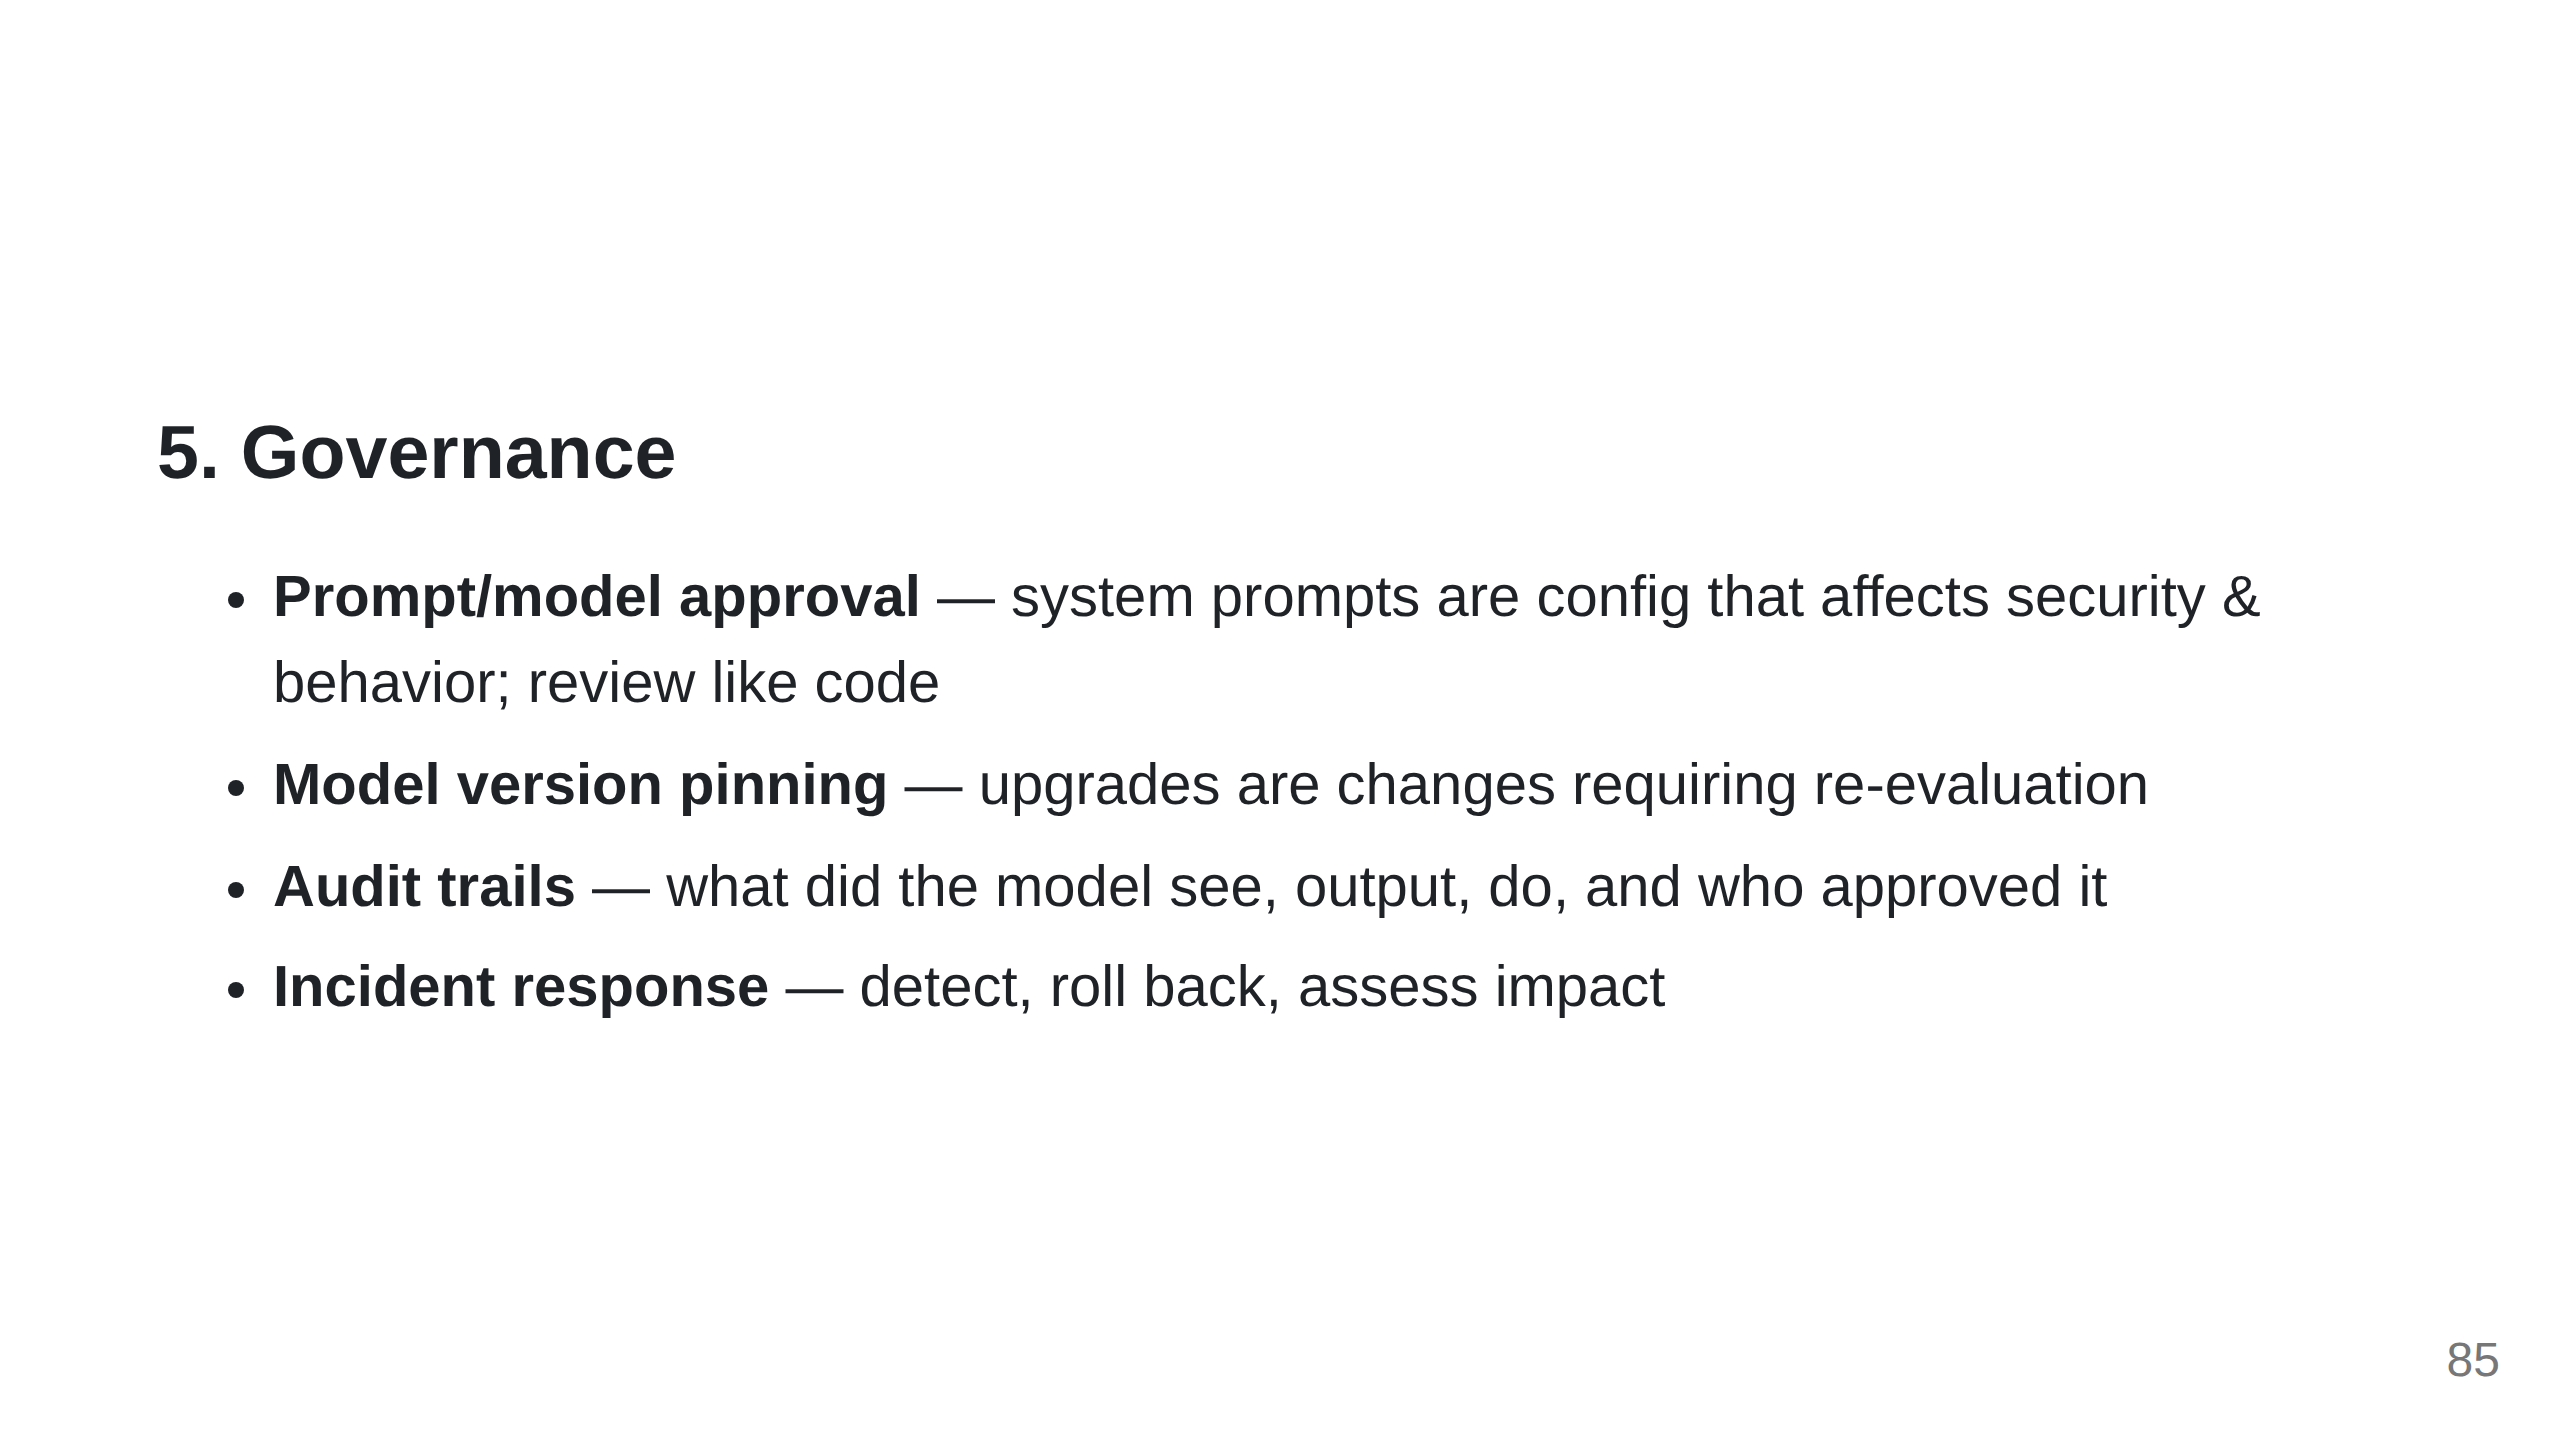 5. Governance
• Prompt/model approval — system prompts are config that affects security &
behavior; review like code
• Model version pinning — upgrades are changes requiring re-evaluation
• Audit trails — what did the model see, output, do, and who approved it
• Incident response — detect, roll back, assess impact
85